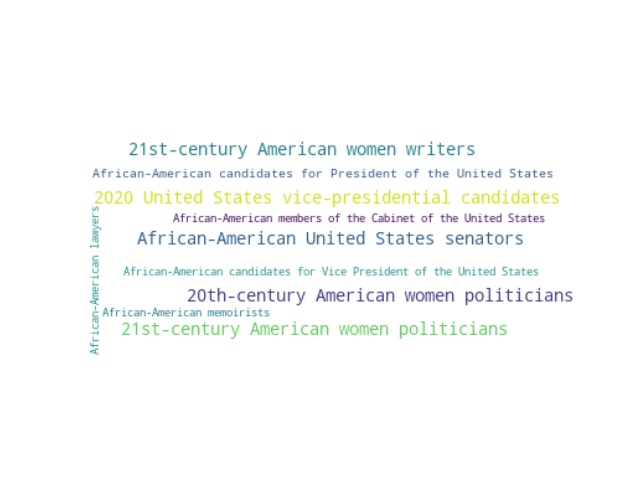 21st-century American women writers
African-American candidates for President of the United States
2020 United States vice-presidential candidates
African-American members of the Cabinet of the United States
African-American United States senators
African-American candidates for Vice President of the United States
20th-century American women politicians
African-American memoirists
21st-century American women politicians
African-American lawyers